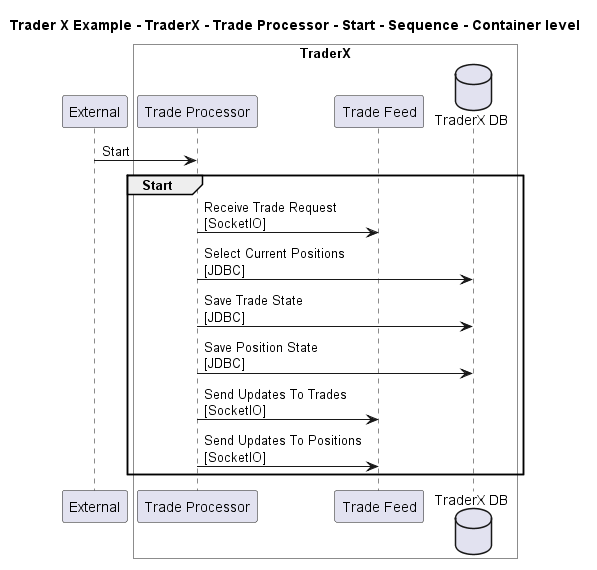 Trader X Example - TraderX - Trade Processor - Start - Sequence - Container level
TraderX
External
Trade Processor
Trade Feed
TraderX DB
Start
Start
Receive Trade Request
[SocketIO]
Select Current Positions
[JDBC]
Save Trade State
[JDBC]
Save Position State
[JDBC]
Send Updates To Trades
[SocketIO]
Send Updates To Positions
[SocketIO]
External
Trade Processor
Trade Feed
TraderX DB